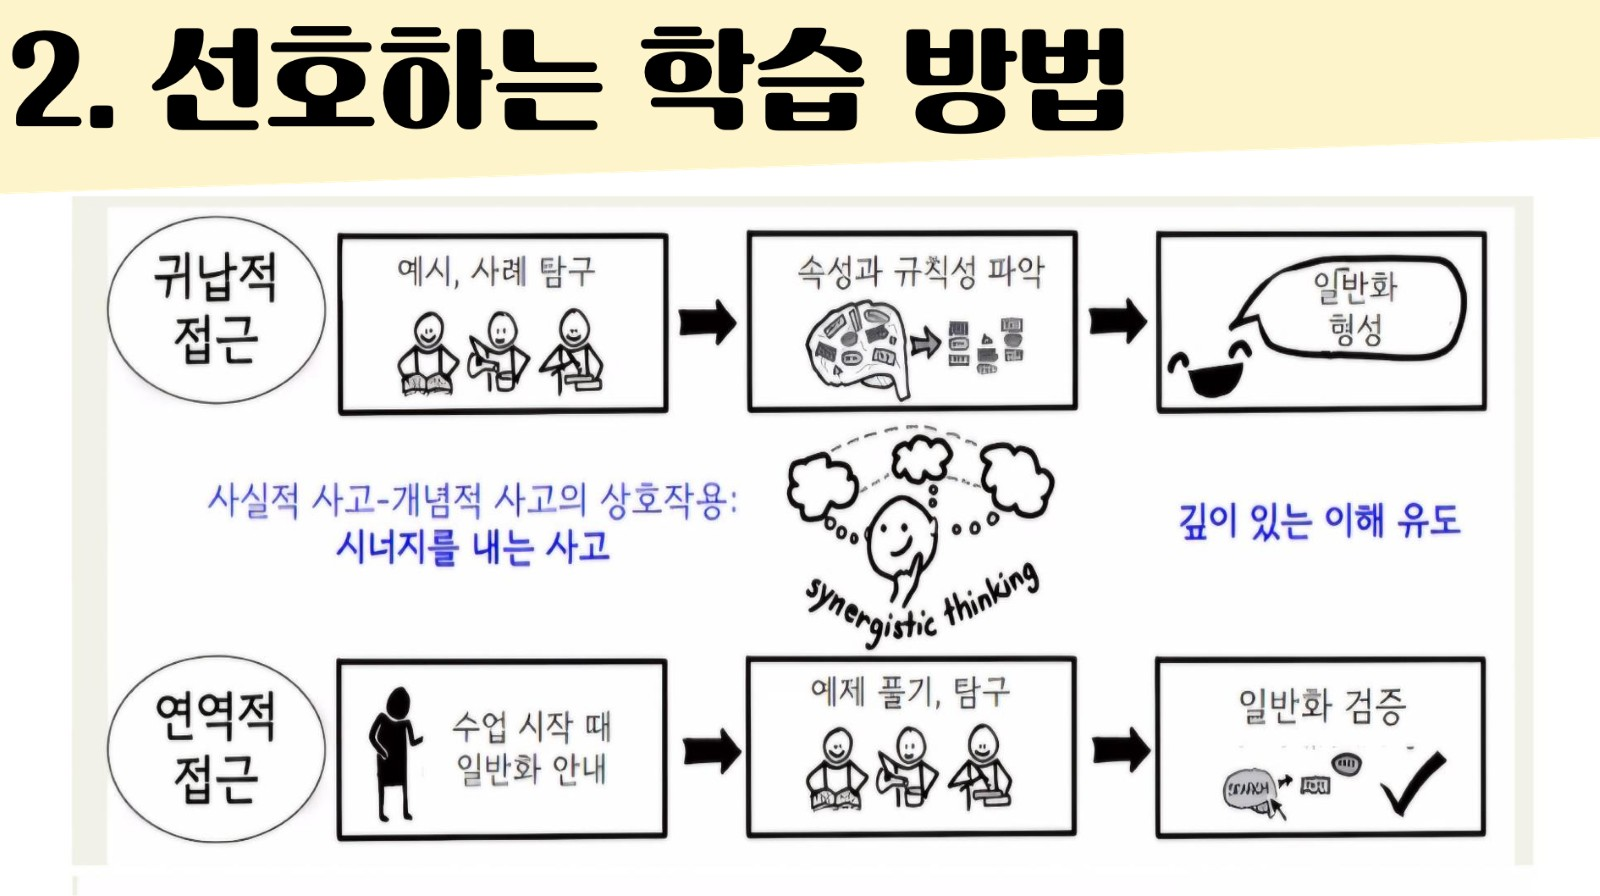 2. 선호하는 학습 방법
귀납적
접근
예시, 사례 탐구
속성과 규칙성 파악
일반화
형성
사실적 사고-개념적 사고의 상호작용:
시너지를 내는 사고
synergistic thinking
깊이 있는 이해 유도
연역적
접근
수업 시작 때
일반화 안내
예제 풀기, 탐구
일반화 검증